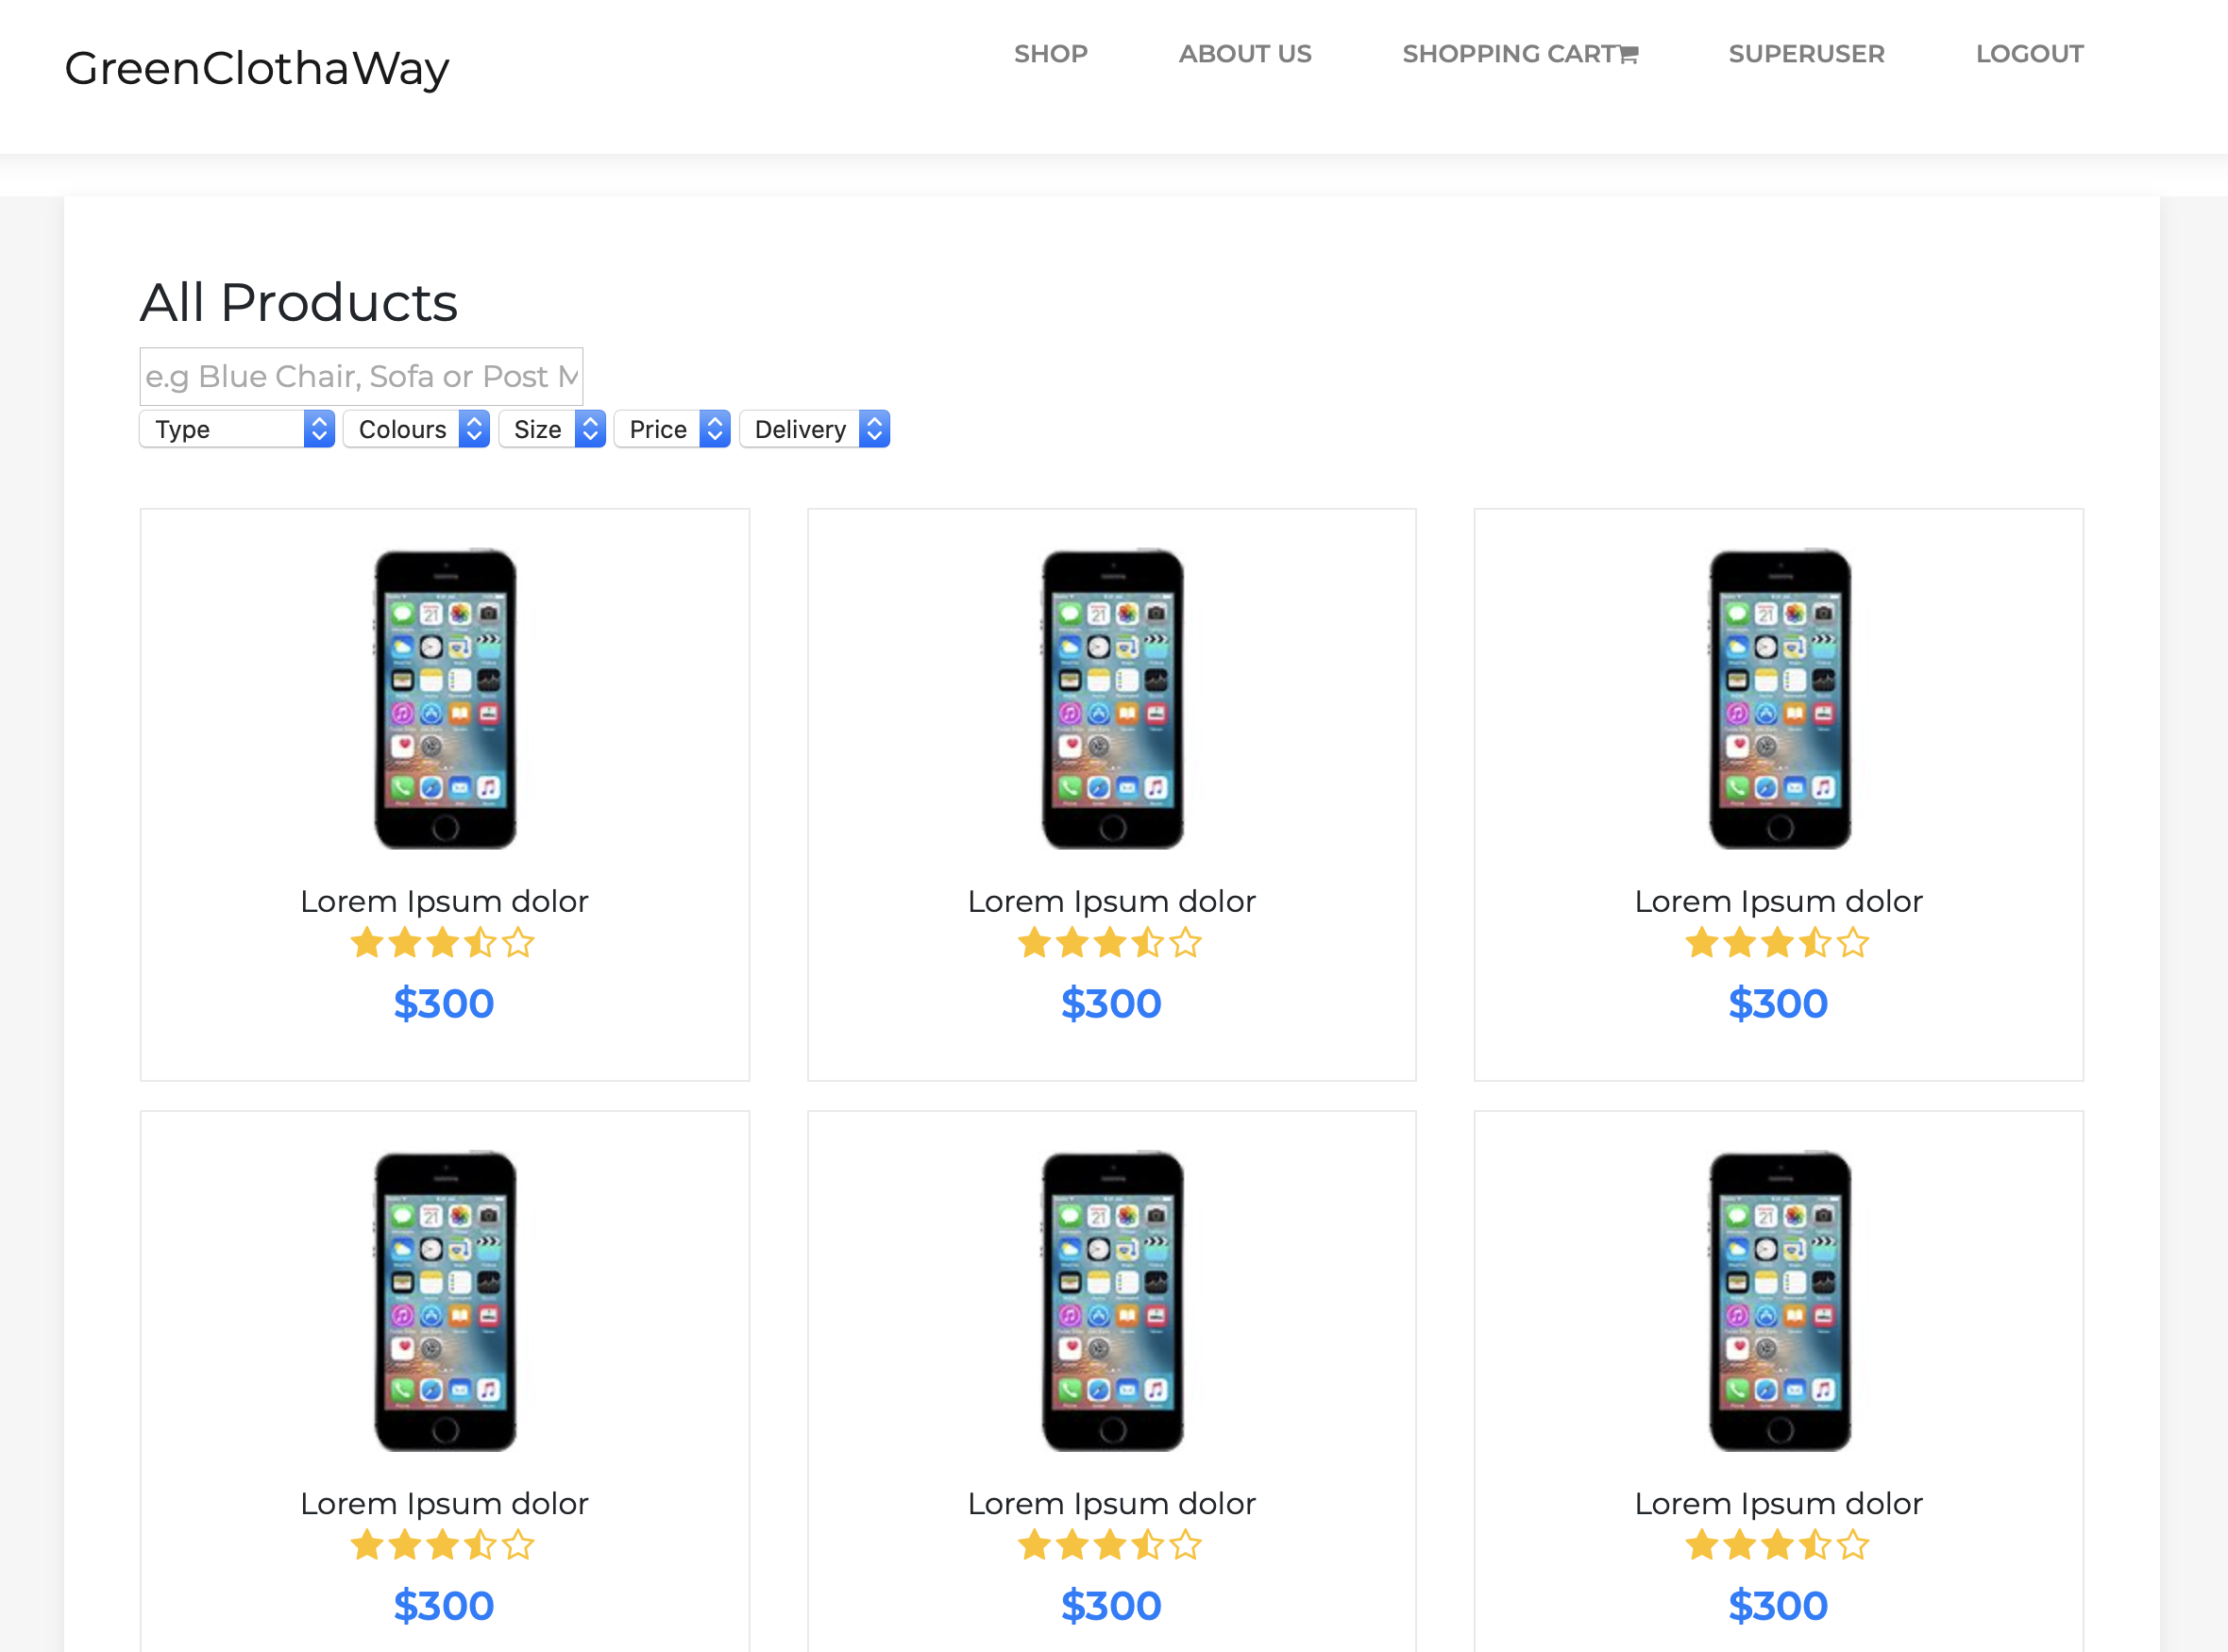 GreenClothaWay
SHOP ABOUT US SHOPPING CART SUPERUSER LOGOUT
All Products
e.g Blue Chair, Sofa or Post M
Type Colours Size Price Delivery
Lorem Ipsum dolor Lorem Ipsum dolor Lorem Ipsum dolor
$300 $300 $300
Lorem Ipsum dolor Lorem Ipsum dolor Lorem Ipsum dolor
$300 $300 $300